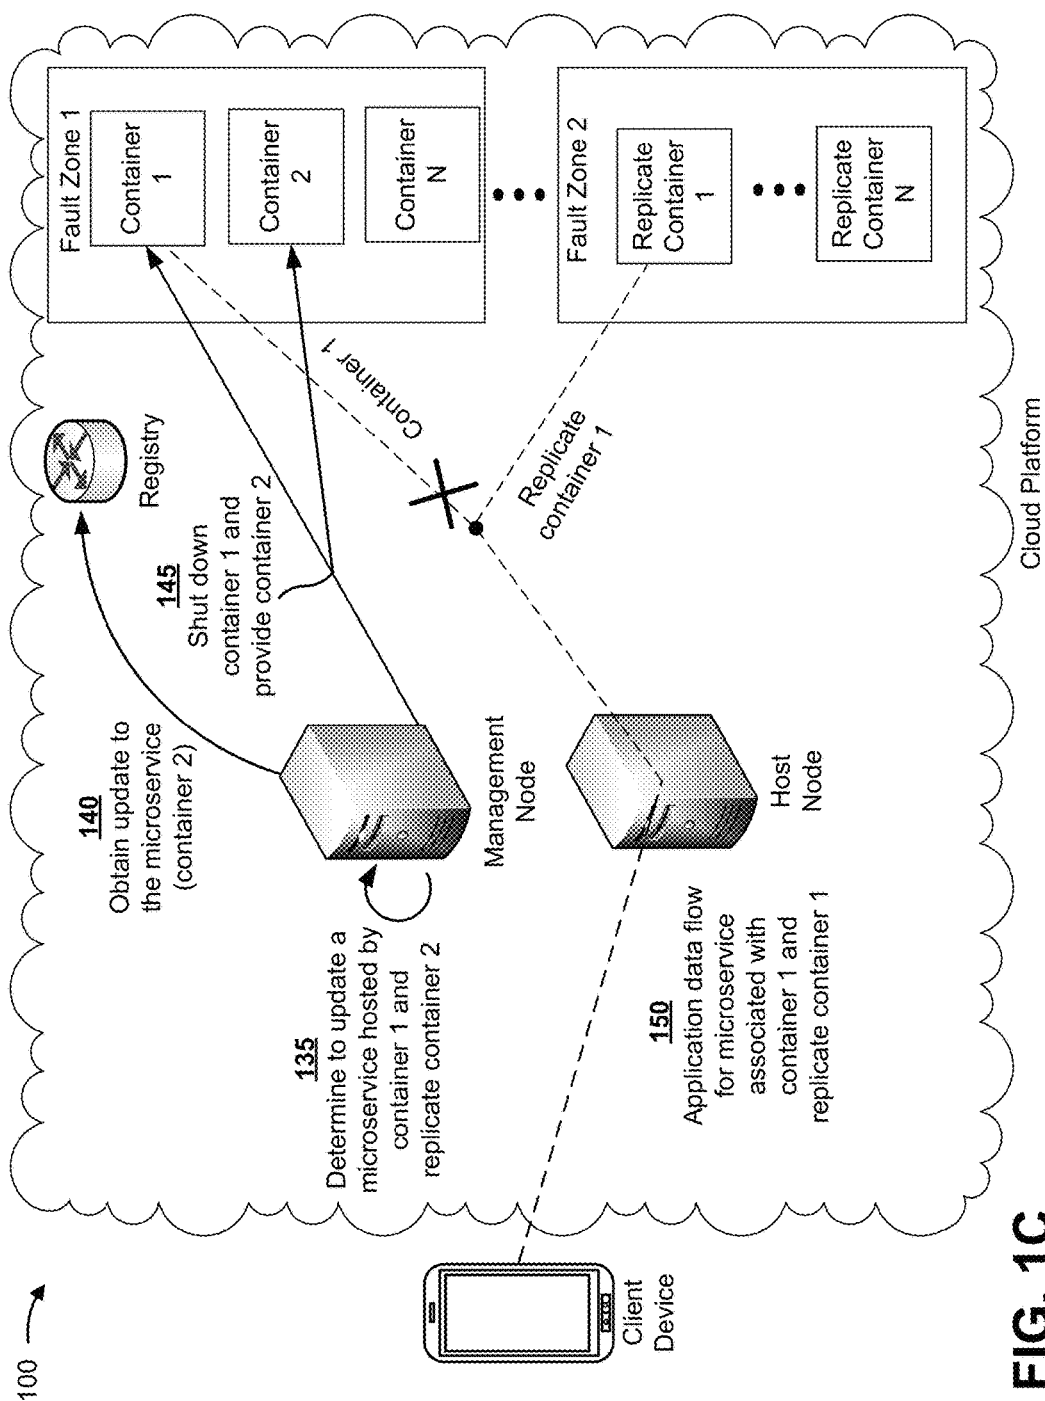 100
140
Obtain update to
the microservice
(container 2)
145
Shut down
container 1 and
provide container 2
Registry
Fault Zone 1
Container
1
Container
2
Container
N
135
Determine to update a
microservice hosted by
container 1 and
replicate container 2
Management
Node
Container 1
Replicate
container 1
Fault Zone 2
Replicate
Container
1
Replicate
Container
N
Client
Device
150
Application data flow
for microservice
associated with
container 1 and
replicate container 1
Host
Node
Cloud Platform
FIG. 1C